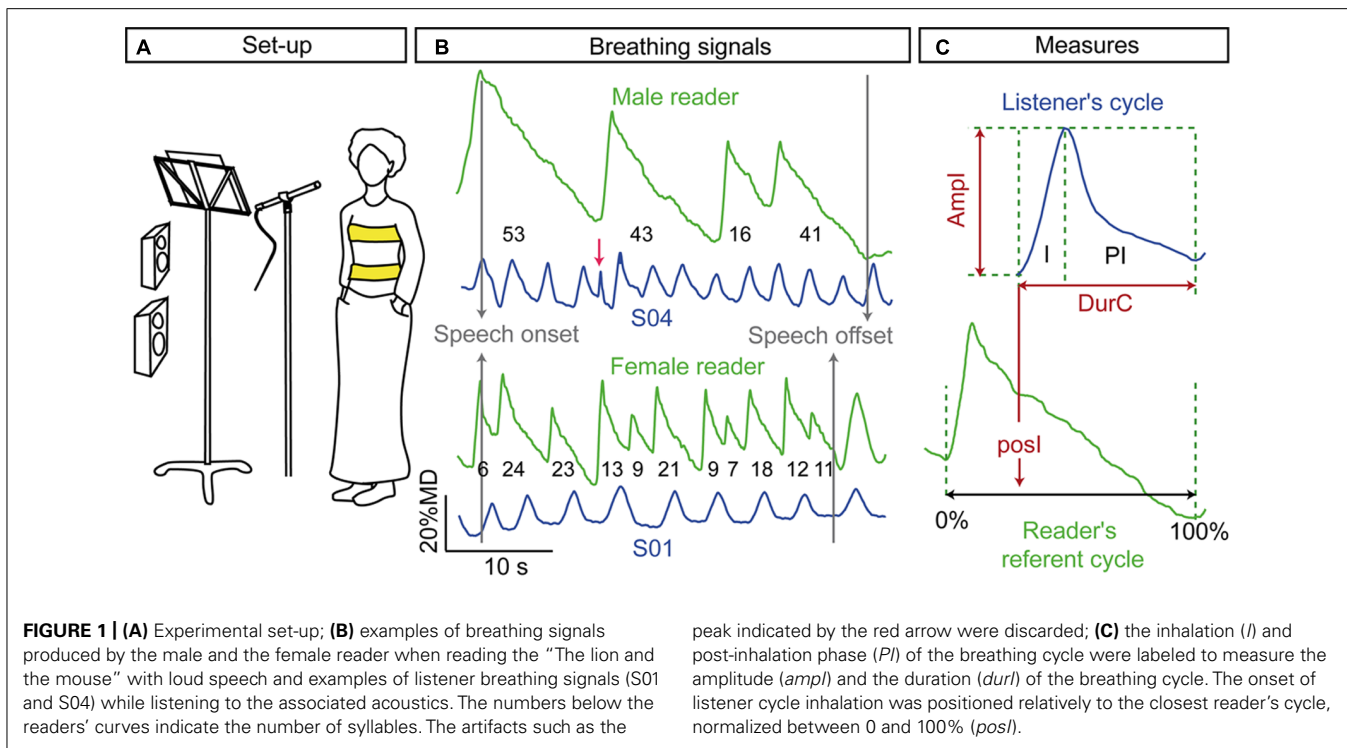 A Set-up
B Breathing signals
C Measures
Male reader
53 43 16 41
S04
Speech onset Speech offset
Female reader
6 24 23 13 9 21 9 7 18 12 11
S01
20%MD
10 s
Listener's cycle
AmpI
I PI
DurC
posI
0% 100%
Reader's
referent cycle
FIGURE 1 | (A) Experimental set-up; (B) examples of breathing signals
produced by the male and the female reader when reading the “The lion and
the mouse” with loud speech and examples of listener breathing signals (S01
and S04) while listening to the associated acoustics. The numbers below the
readers’ curves indicate the number of syllables. The artifacts such as the
peak indicated by the red arrow were discarded; (C) the inhalation (I) and
post-inhalation phase (PI) of the breathing cycle were labeled to measure the
amplitude (ampI) and the duration (durI) of the breathing cycle. The onset of
listener cycle inhalation was positioned relatively to the closest reader’s cycle,
normalized between 0 and 100% (posI).